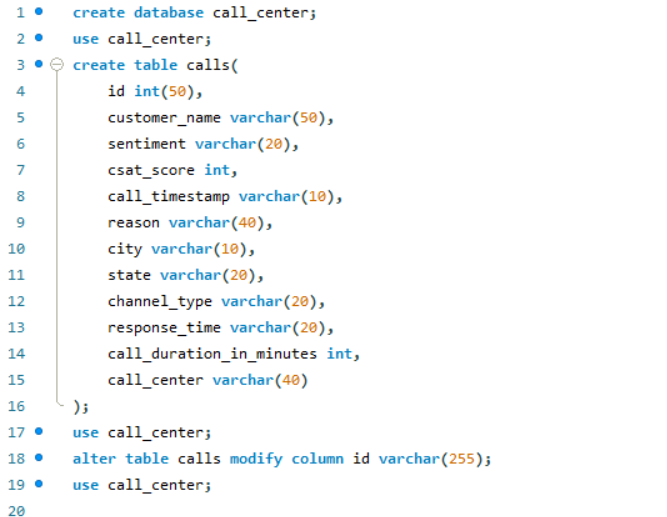 1 create database call_center;
2 use call_center;
3 create table calls(
4 id int(50),
5 customer_name varchar(50),
6 sentiment varchar(20),
7 csat_score int,
8 call_timestamp varchar(10),
9 reason varchar(40),
10 city varchar(10),
11 state varchar(20),
12 channel_type varchar(20),
13 response_time varchar(20),
14 call_duration_in_minutes int,
15 call_center varchar(40)
16 );
17 use call_center;
18 alter table calls modify column id varchar(255);
19 use call_center;
20